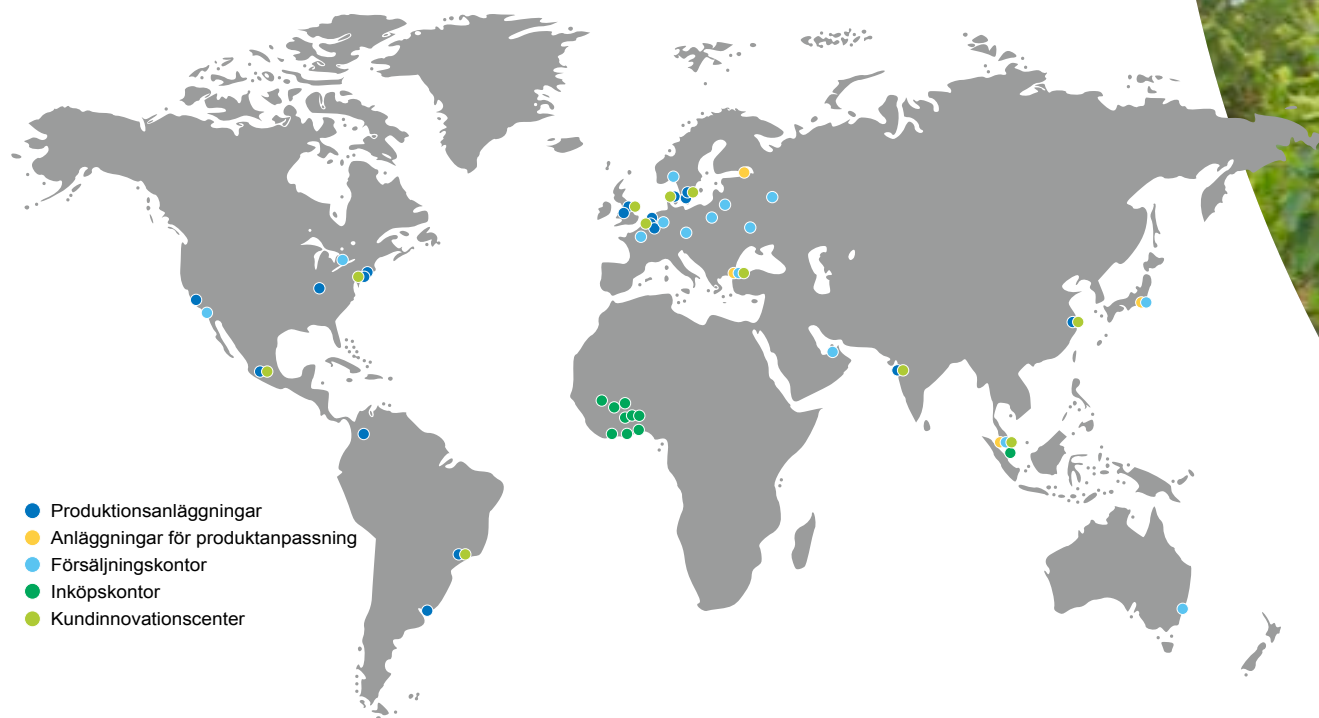 Produktionsanläggningar
Anläggningar för produktanpassning
Försäljningskontor
Inköpskontor
Kundinnovationscenter